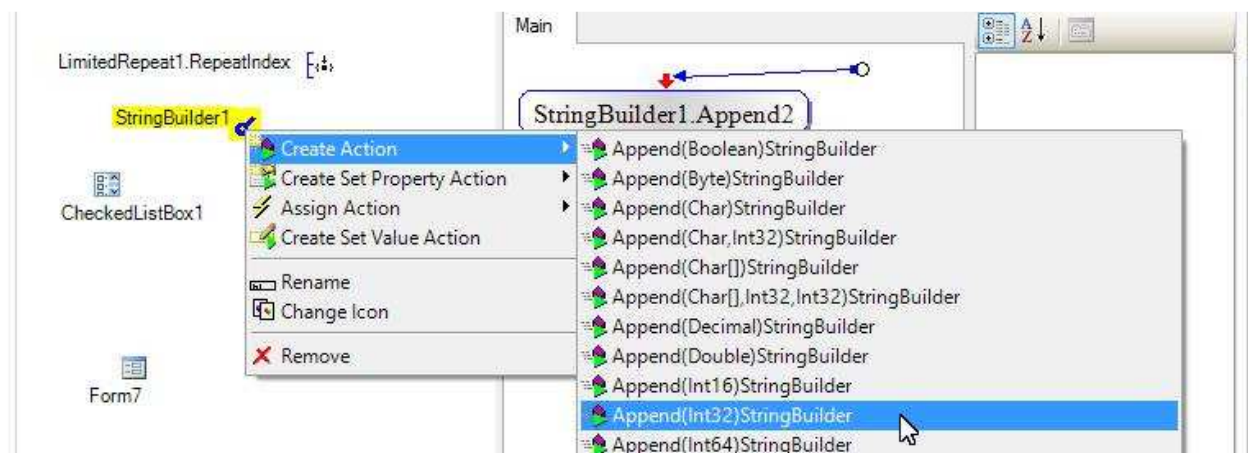 Main
LimitedRepeat1.RepeatIndex
StringBuilder1
StringBuilder1.Append2
CheckedListBox1
Form7
Create Action
Create Set Property Action
Assign Action
Create Set Value Action
Rename
Change Icon
Remove
Append(Boolean)StringBuilder
Append(Byte)StringBuilder
Append(Char)StringBuilder
Append(Char,Int32)StringBuilder
Append(Char[])StringBuilder
Append(Char[],Int32,Int32)StringBuilder
Append(Decimal)StringBuilder
Append(Double)StringBuilder
Append(Int16)StringBuilder
Append(Int32)StringBuilder
Append(Int64)StringBuilder